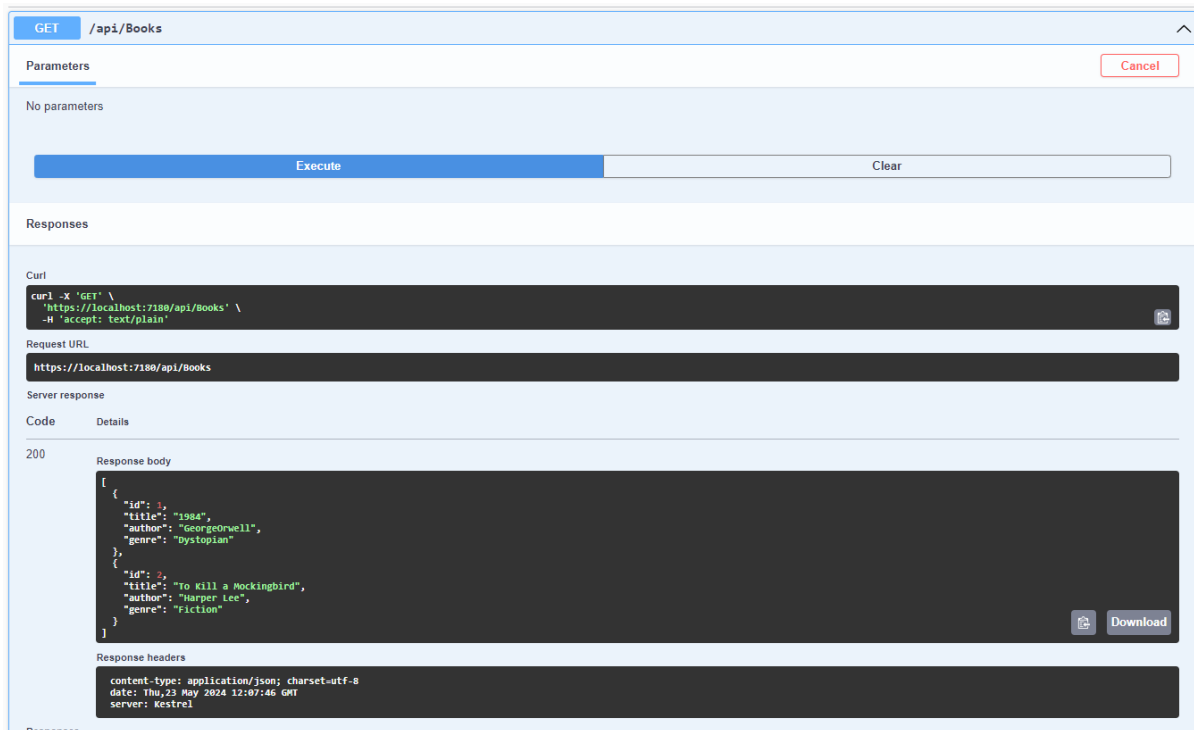 GET /api/Books
Parameters Cancel
No parameters
Execute Clear
Responses
Curl
curl -X 'GET' \
  'https://localhost:7180/api/Books' \
  -H 'accept: text/plain'
Request URL
https://localhost:7180/api/Books
Server response
Code Details
200
Response body
[
  {
    "id": 1,
    "title": "1984",
    "author": "GeorgeOrwell",
    "genre": "Dystopian"
  },
  {
    "id": 2,
    "title": "To Kill a Mockingbird",
    "author": "Harper Lee",
    "genre": "Fiction"
  }
]
Download
Response headers
content-type: application/json; charset=utf-8
date: Thu,23 May 2024 12:07:46 GMT
server: Kestrel
Responses